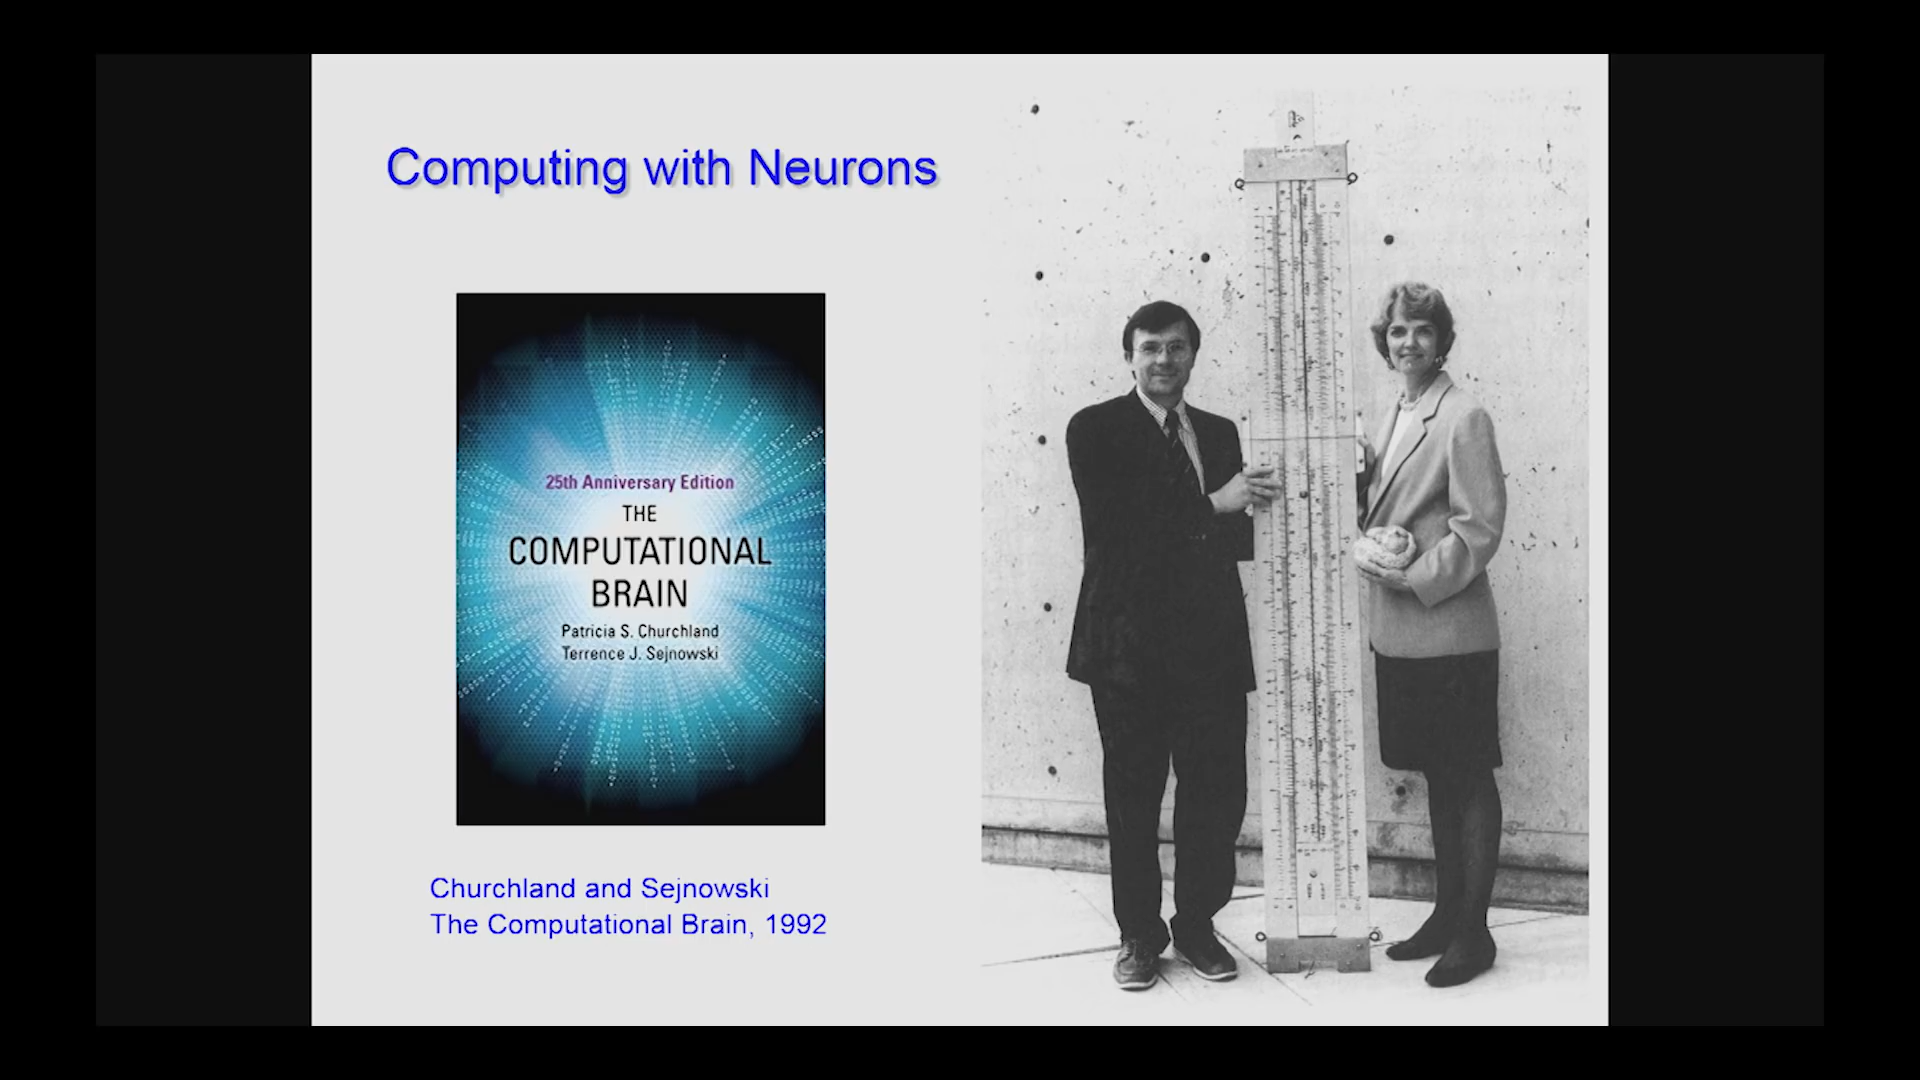 Computing with Neurons
25th Anniversary Edition
THE
COMPUTATIONAL
BRAIN
Patricia S. Churchland
Terrence J. Sejnowski
Churchland and Sejnowski
The Computational Brain, 1992